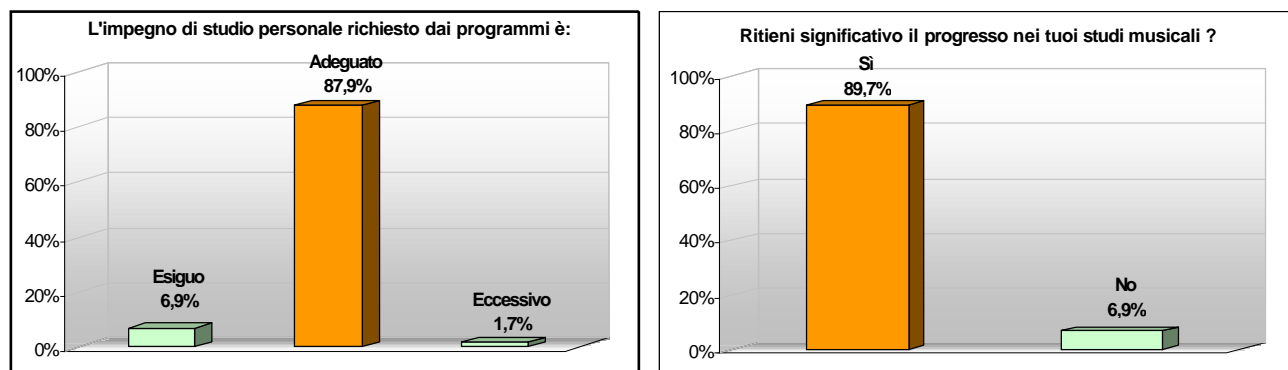 L'impegno di studio personale richiesto dai programmi è:
100%
80%
60%
40%
20%
0%
Esiguo
6,9%
Adeguato
87,9%
Eccessivo
1,7%
Ritieni significativo il progresso nei tuoi studi musicali ?
100%
80%
60%
40%
20%
0%
Sì
89,7%
No
6,9%